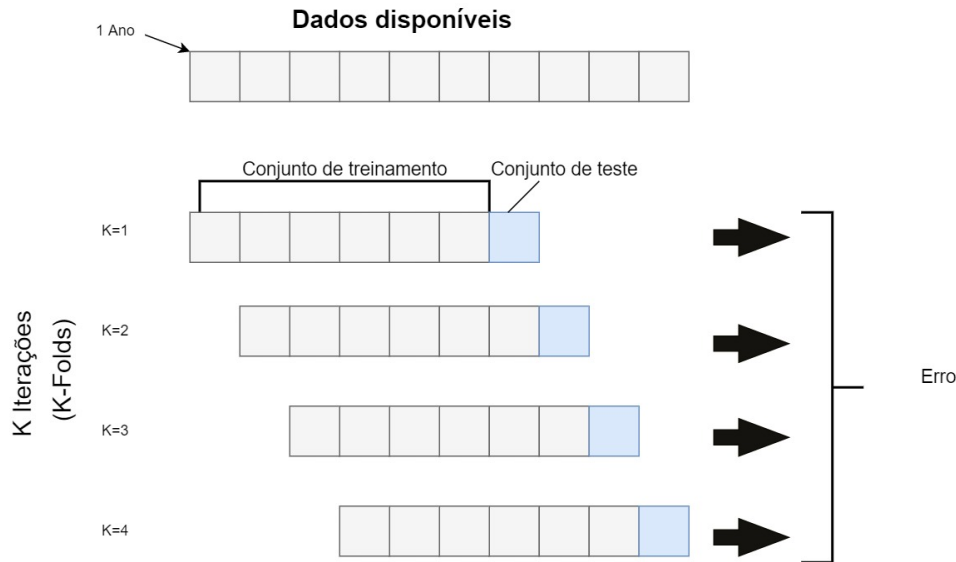 Dados disponíveis
1 Ano
Conjunto de treinamento
Conjunto de teste
K=1
K=2
K=3
K=4
K Iterações
(K-Folds)
Erro